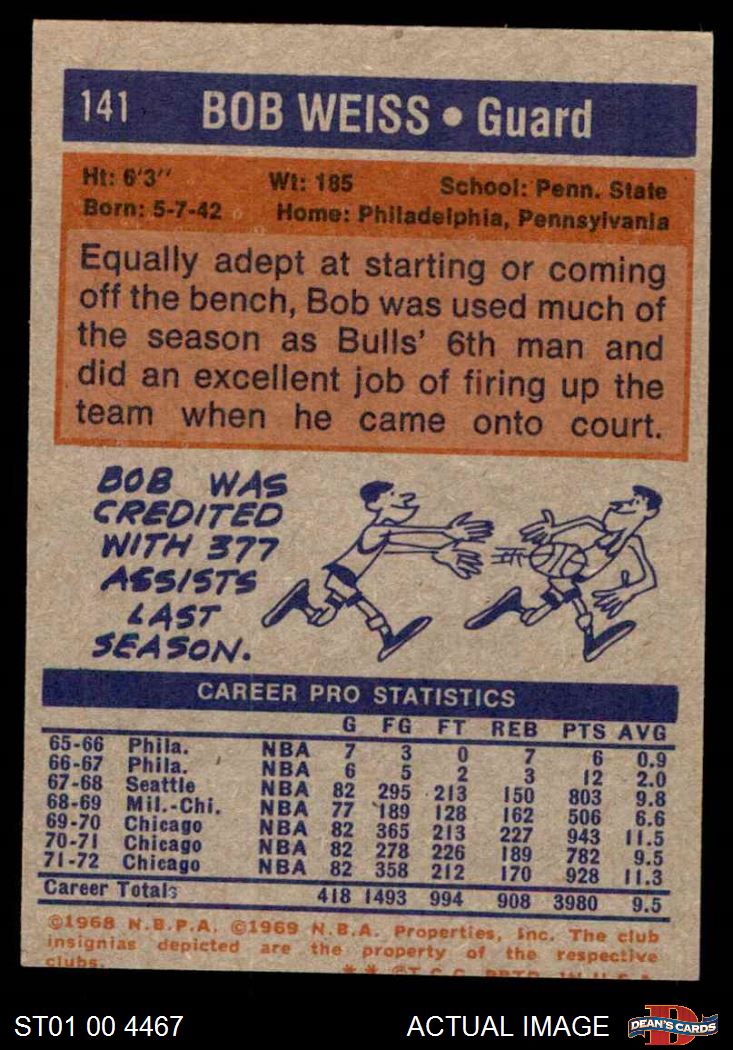 141 BOB WEISS • Guard
Ht: 6'3'' Wt: 185 School: Penn. State
Born: 5-7-42 Home: Philadelphia, Pennsylvania
Equally adept at starting or coming
off the bench, Bob was used much of
the season as Bulls' 6th man and
did an excellent job of firing up the
team when he came onto court.
BOB WAS
CREDITED
WITH 377
ASSISTS
LAST
SEASON.
CAREER PRO STATISTICS
G FG FT REB PTS AVG
65-66 Phila. NBA 7 3 0 7 6 0.9
66-67 Phila. NBA 6 5 2 3 12 2.0
67-68 Seattle NBA 82 295 213 150 803 9.8
68-69 Mil.-Chi. NBA 77 189 128 162 506 6.6
69-70 Chicago NBA 82 365 213 227 943 11.5
70-71 Chicago NBA 82 278 226 189 782 9.5
71-72 Chicago NBA 82 358 212 170 928 11.3
Career Totals 418 1493 994 908 3980 9.5
©1968 N.B.P.A. ©1969 N.B.A. Properties, Inc. The club
insignias depicted are the property of the respective
clubs. * * ©T.C.G. PRTD. IN U.S.A.
ST01 00 4467 ACTUAL IMAGE D DEAN'S CARDS